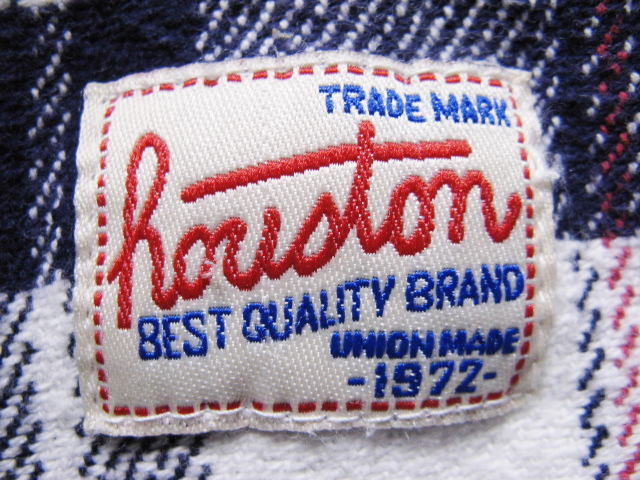 TRADE MARK
houston
BEST QUALITY BRAND
UNION MADE
-1972-